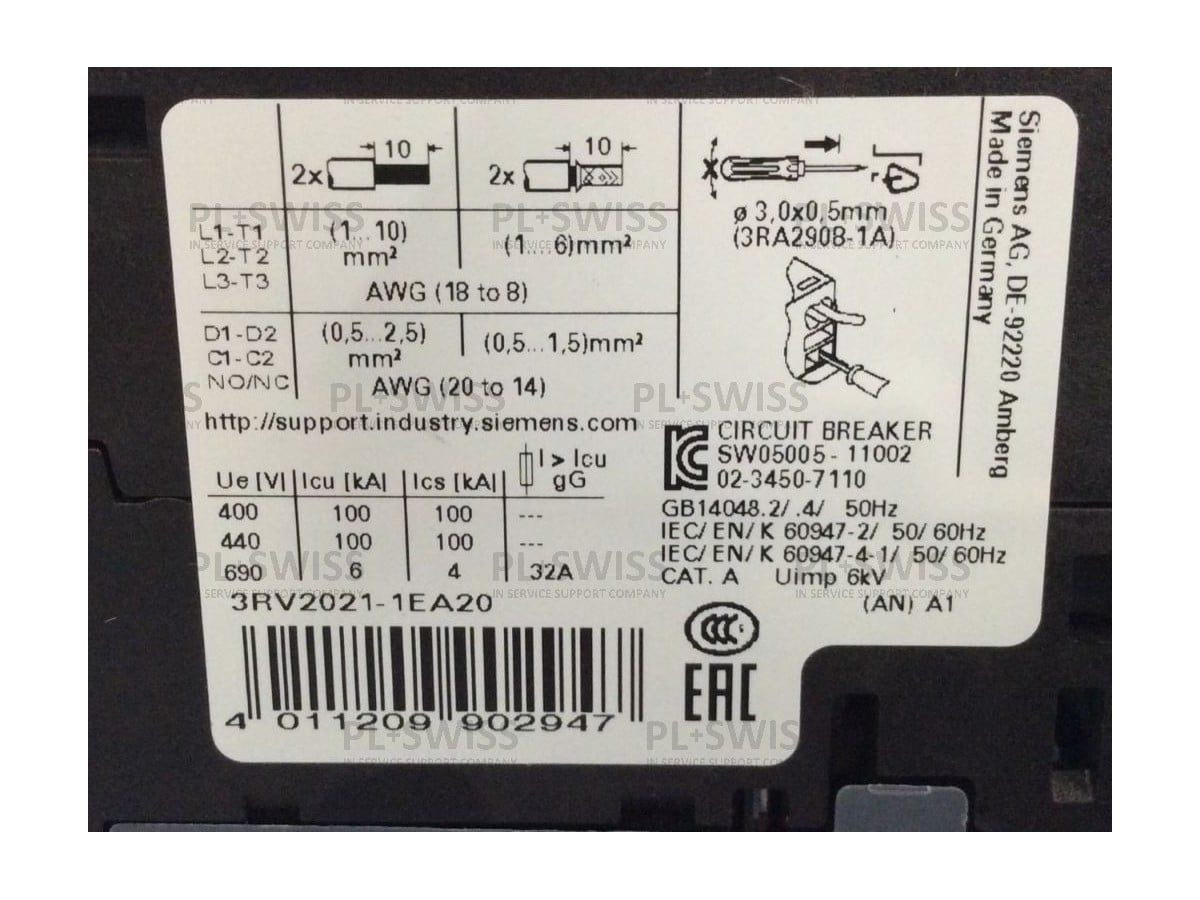 10
10
2x
2x
L1-T1
L2-T2
L3-T3
(1...10)
mm²
(1....6)mm²
AWG (18 to 8)
D1-D2
C1-C2
NO/NC
(0,5...2,5)
mm²
(0,5...1,5)mm²
AWG (20 to 14)
http://support.industry.siemens.com
Ue [V] Icu [kA] Ics [kA] I > Icu
gG
400 100 100 ---
440 100 100 ---
690 6 4 32A
3RV2021-1EA20
4 011209 902947
ø 3,0x0,5mm
(3RA2908-1A)
Siemens AG, DE-92220 Amberg
Made in Germany
CIRCUIT BREAKER
SW05005-11002
02-3450-7110
GB14048.2/ .4/ 50Hz
IEC/EN/K 60947-2/ 50/60Hz
IEC/EN/K 60947-4-1/ 50/60Hz
CAT. A Uimp 6kV
(AN) A1
CCC
EAC
PL+SWISS
IN SERVICE SUPPORT COMPANY